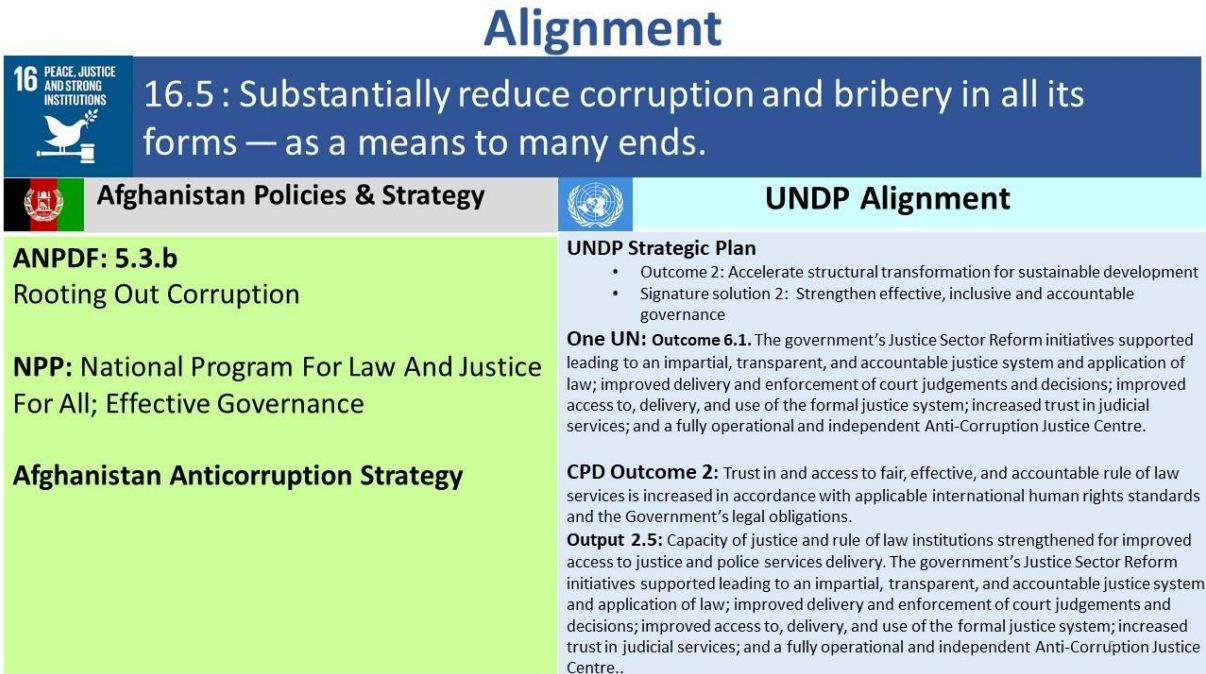 Alignment
16 PEACE, JUSTICE
AND STRONG
INSTITUTIONS
16.5 : Substantially reduce corruption and bribery in all its
forms — as a means to many ends.
Afghanistan Policies & Strategy
ANPDF: 5.3.b
Rooting Out Corruption
NPP: National Program For Law And Justice
For All; Effective Governance
Afghanistan Anticorruption Strategy
UNDP Alignment
UNDP Strategic Plan
• Outcome 2: Accelerate structural transformation for sustainable development
• Signature solution 2: Strengthen effective, inclusive and accountable
governance
One UN: Outcome 6.1. The government's Justice Sector Reform initiatives supported
leading to an impartial, transparent, and accountable justice system and application of
law; improved delivery and enforcement of court judgements and decisions; improved
access to, delivery, and use of the formal justice system; increased trust in judicial
services; and a fully operational and independent Anti-Corruption Justice Centre.
CPD Outcome 2: Trust in and access to fair, effective, and accountable rule of law
services is increased in accordance with applicable international human rights standards
and the Government's legal obligations.
Output 2.5: Capacity of justice and rule of law institutions strengthened for improved
access to justice and police services delivery. The government's Justice Sector Reform
initiatives supported leading to an impartial, transparent, and accountable justice system
and application of law; improved delivery and enforcement of court judgements and
decisions; improved access to, delivery, and use of the formal justice system; increased
trust in judicial services; and a fully operational and independent Anti-Corruption Justice
Centre..